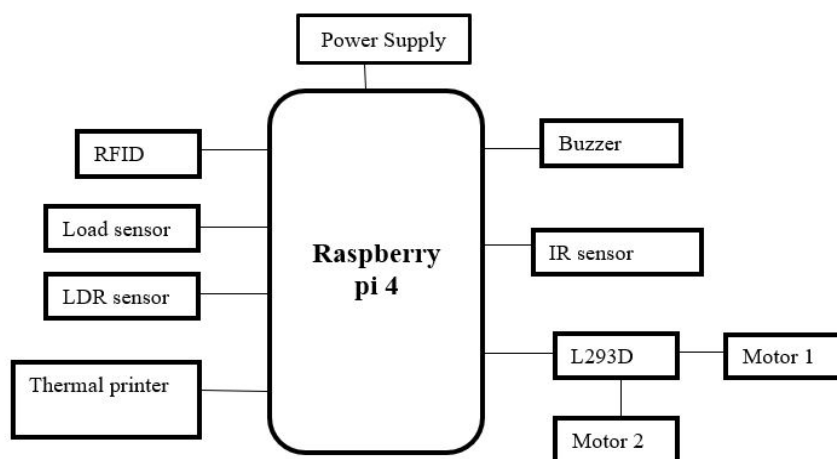 Power Supply
RFID
Buzzer
Load sensor
Raspberry
pi 4
IR sensor
LDR sensor
L293D
Motor 1
Thermal printer
Motor 2